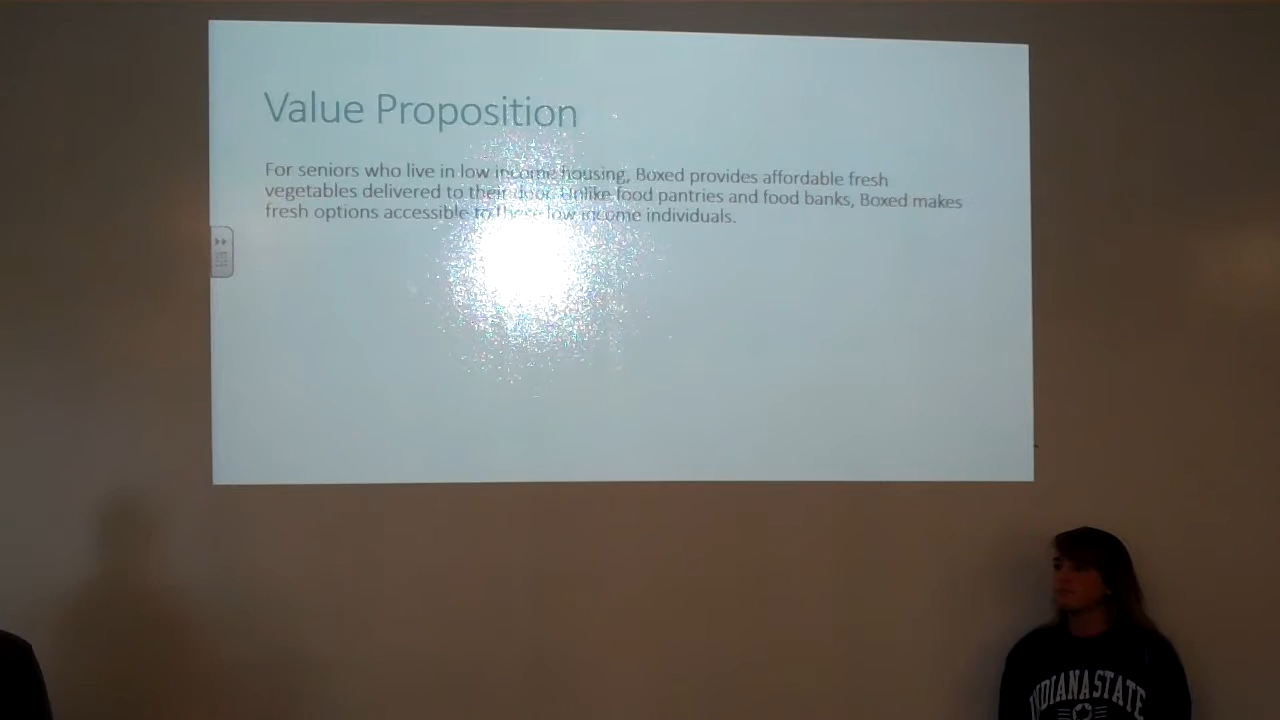 Value Proposition
For seniors who live in low income housing, Boxed provides affordable fresh
vegetables delivered to their door. Unlike food pantries and food banks, Boxed makes
fresh options accessible to these low income individuals.
INDIANA STATE